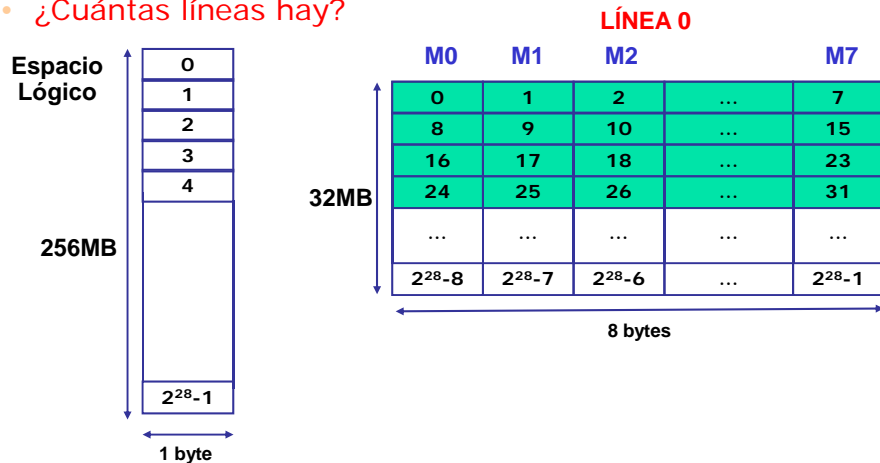 • ¿Cuántas líneas hay?
LÍNEA 0
Espacio
Lógico
0
1
2
3
4
256MB
2²⁸-1
1 byte
M0 M1 M2 M7
0 1 2 ... 7
8 9 10 ... 15
16 17 18 ... 23
24 25 26 ... 31
... ... ... ... ...
2²⁸-8 2²⁸-7 2²⁸-6 ... 2²⁸-1
32MB
8 bytes